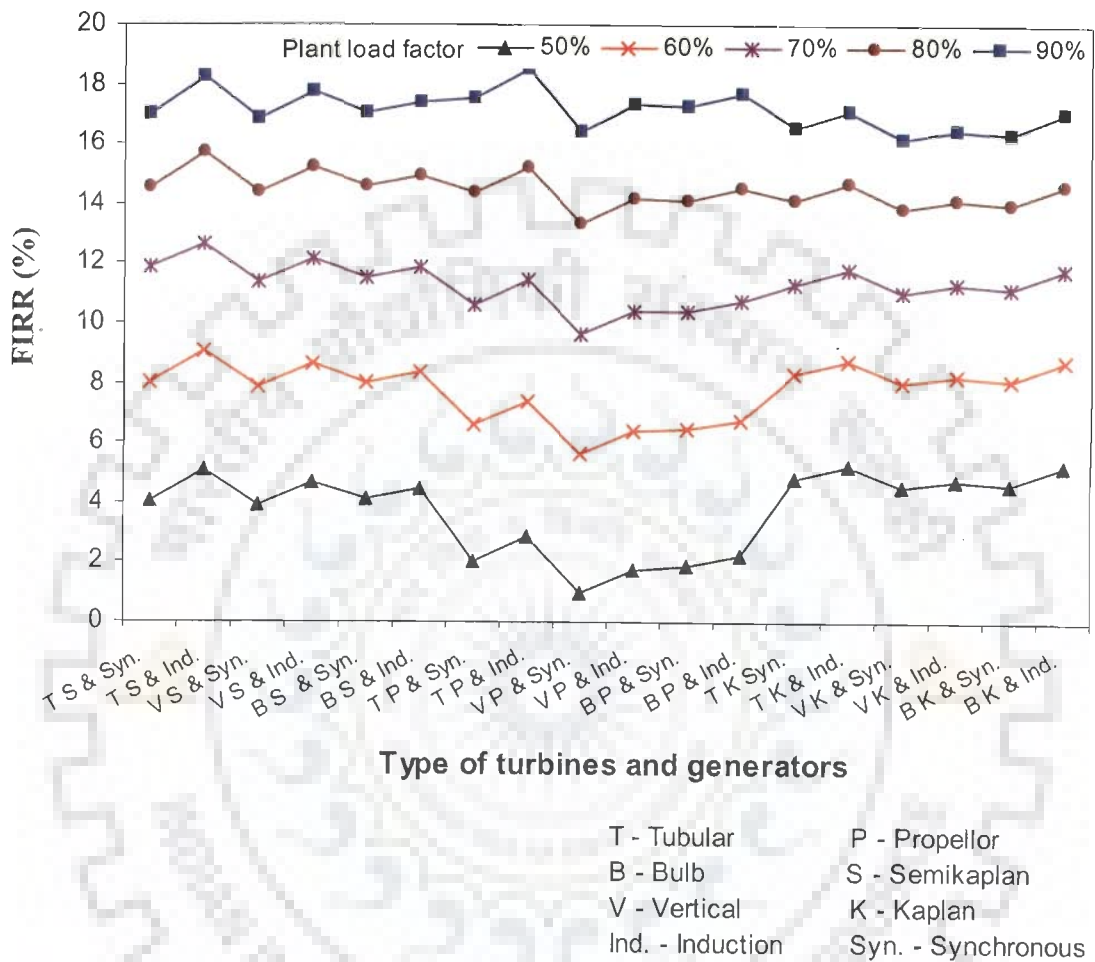 20
18
16
14
12
10
8
6
4
2
0
FIRR (%)
Plant load factor 50% 60% 70% 80% 90%
T S & Syn.
T S & Ind.
V S & Syn.
V S & Ind.
B S & Syn.
B S & Ind.
T P & Syn.
T P & Ind.
V P & Syn.
V P & Ind.
B P & Syn.
B P & Ind.
T K Syn.
T K & Ind.
V K & Syn.
V K & Ind.
B K & Syn.
B K & Ind.
Type of turbines and generators
T - Tubular P - Propellor
B - Bulb S - Semikaplan
V - Vertical K - Kaplan
Ind. - Induction Syn. - Synchronous